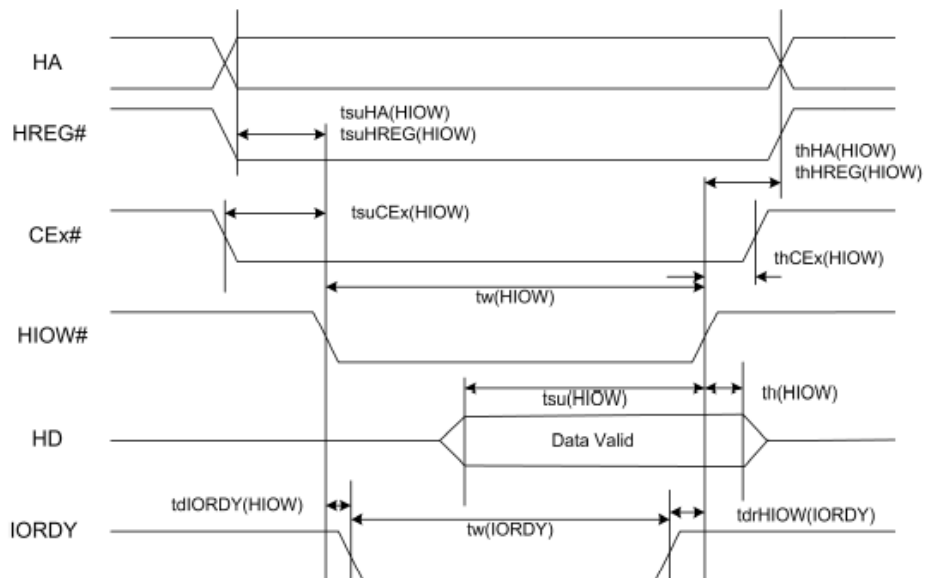 HA
tsuHA(HIOW)
HREG#
tsuHREG(HIOW)
thHA(HIOW)
thHREG(HIOW)
tsuCEx(HIOW)
CEx#
thCEx(HIOW)
tw(HIOW)
HIOW#
tsu(HIOW)
th(HIOW)
HD
Data Valid
tdIORDY(HIOW)
IORDY
tw(IORDY)
tdrHIOW(IORDY)